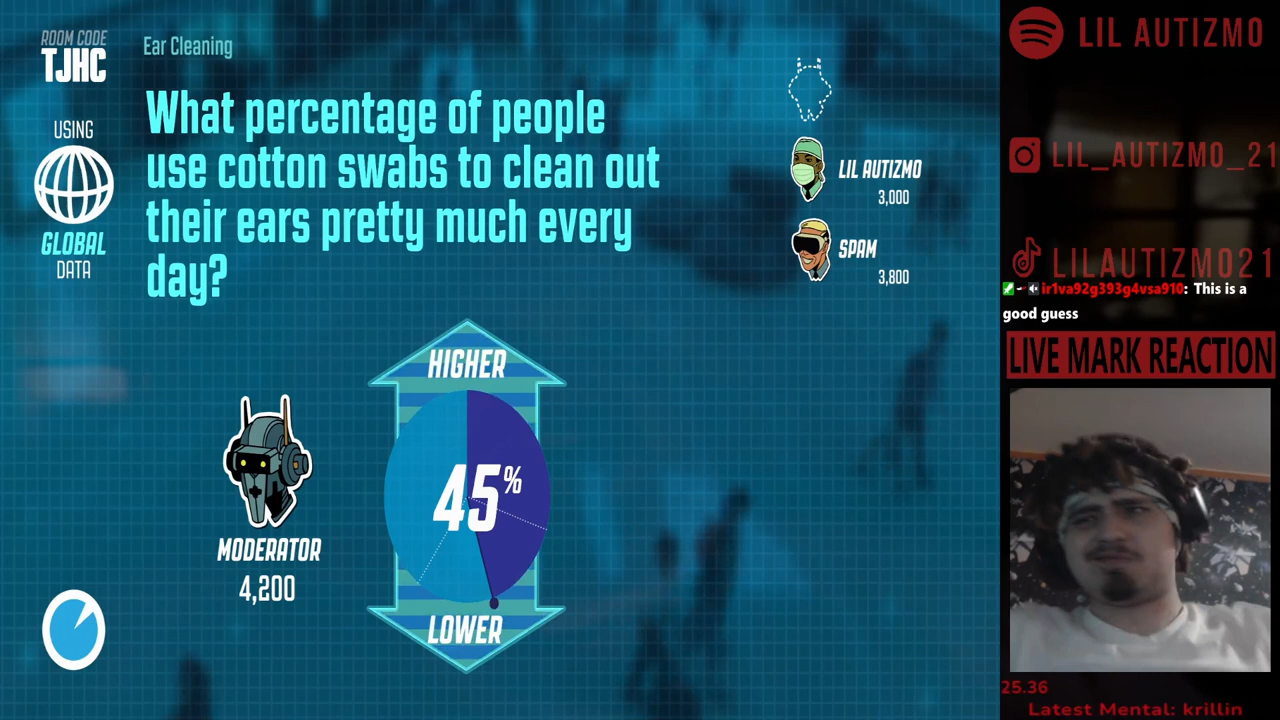 ROOM CODE
TJHC
Ear Cleaning
USING
GLOBAL
DATA
What percentage of people
use cotton swabs to clean out
their ears pretty much every
day?
LIL AUTIZMO
3,000
SPAM
3,800
HIGHER
45%
LOWER
MODERATOR
4,200
LIL AUTIZMO
LIL_AUTIZMO_21
LILAUTIZMO21
ir1va92g393g4vsa910: This is a
good guess
LIVE MARK REACTION
25.36
Latest Mental: krillin